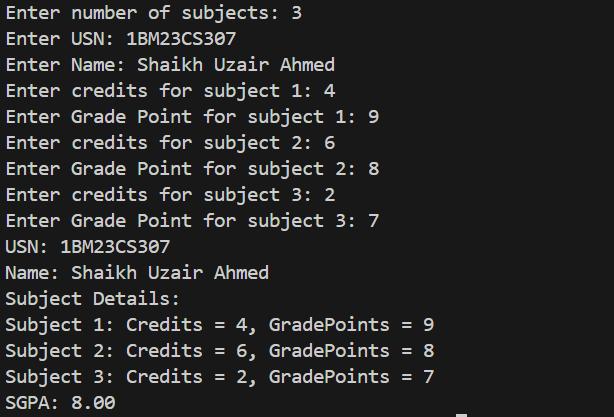 Enter number of subjects: 3
Enter USN: 1BM23CS307
Enter Name: Shaikh Uzair Ahmed
Enter credits for subject 1: 4
Enter Grade Point for subject 1: 9
Enter credits for subject 2: 6
Enter Grade Point for subject 2: 8
Enter credits for subject 3: 2
Enter Grade Point for subject 3: 7
USN: 1BM23CS307
Name: Shaikh Uzair Ahmed
Subject Details:
Subject 1: Credits = 4, GradePoints = 9
Subject 2: Credits = 6, GradePoints = 8
Subject 3: Credits = 2, GradePoints = 7
SGPA: 8.00